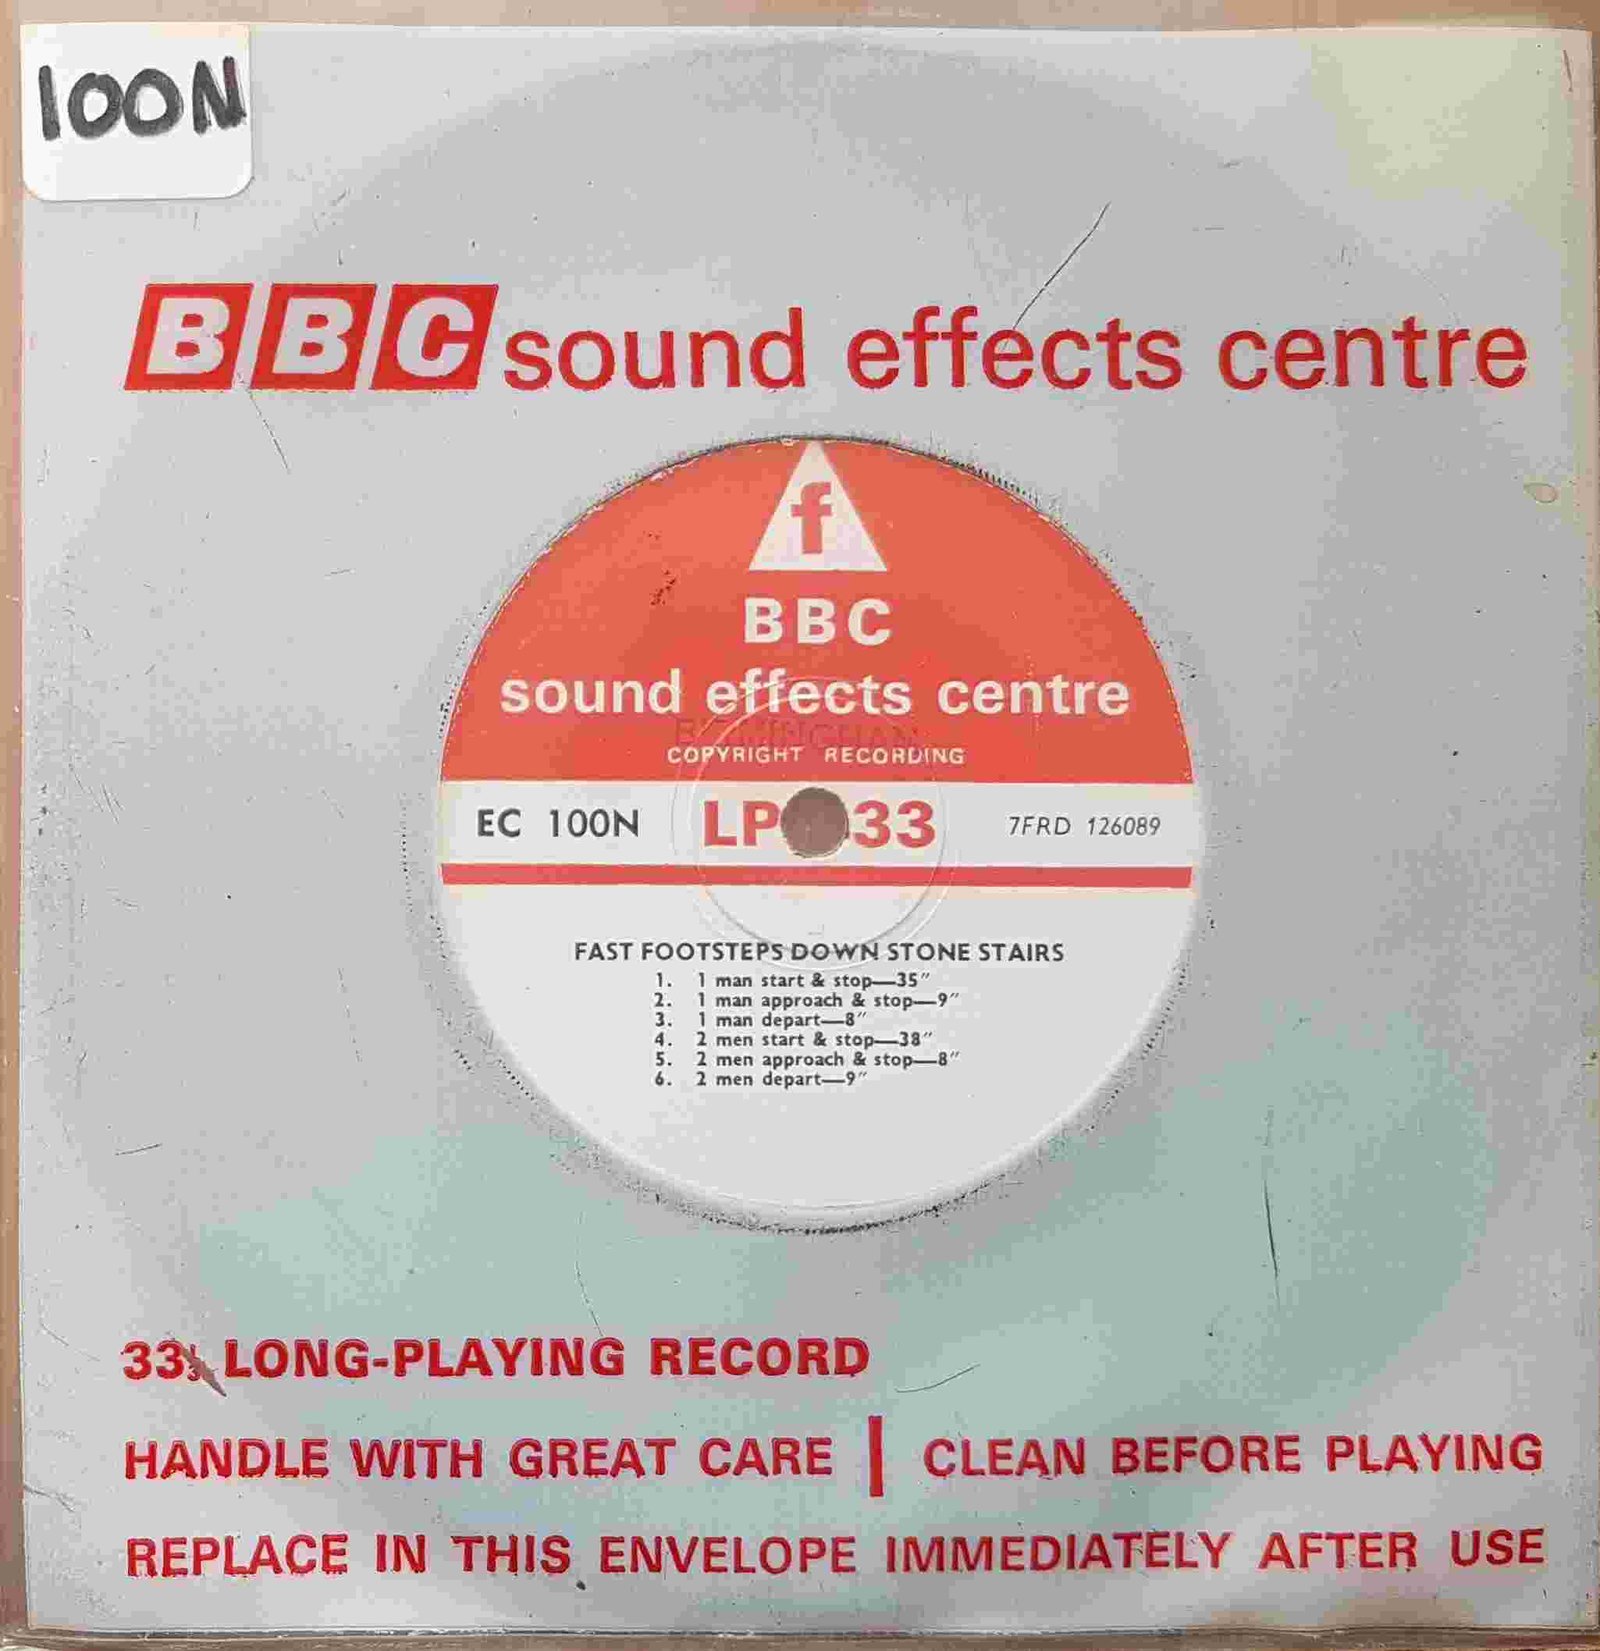 100N
BBC sound effects centre
f
BBC
sound effects centre
BIRMINGHAM
COPYRIGHT RECORDING
EC 100N LP 33 7FRD 126089
FAST FOOTSTEPS DOWN STONE STAIRS
1. 1 man start & stop—35″
2. 1 man approach & stop—9″
3. 1 man depart—8″
4. 2 men start & stop—38″
5. 2 men approach & stop—8″
6. 2 men depart—9″
33⅓ LONG-PLAYING RECORD
HANDLE WITH GREAT CARE | CLEAN BEFORE PLAYING
REPLACE IN THIS ENVELOPE IMMEDIATELY AFTER USE